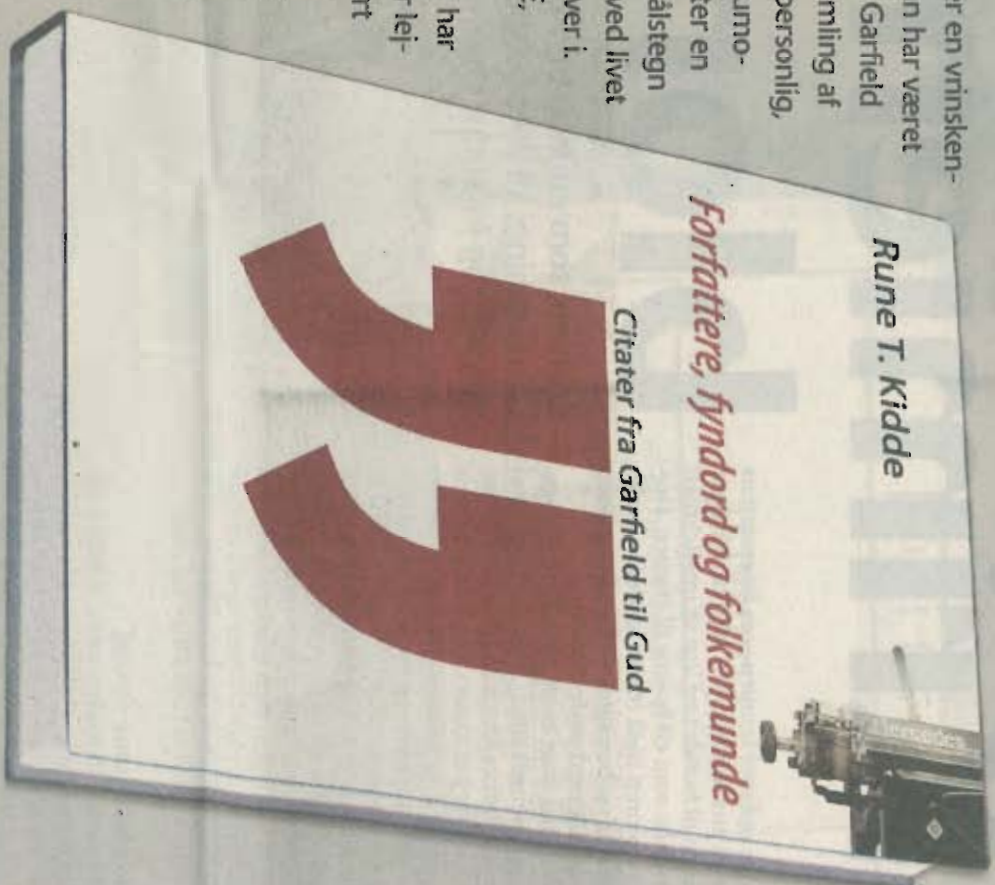 er en vrinsken-
n har været
Garfield
mling af
personlig,
umo-
ter en
ålstegn
ved livet
ver i.
har
r lej-
rt
Rune T. Kidde
Forfattere, fyndord og folkemunde
Citater fra Garfield til Gud